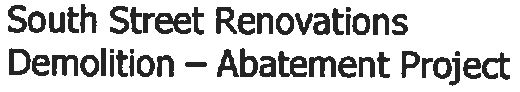 South Street Renovations
Demolition – Abatement Project